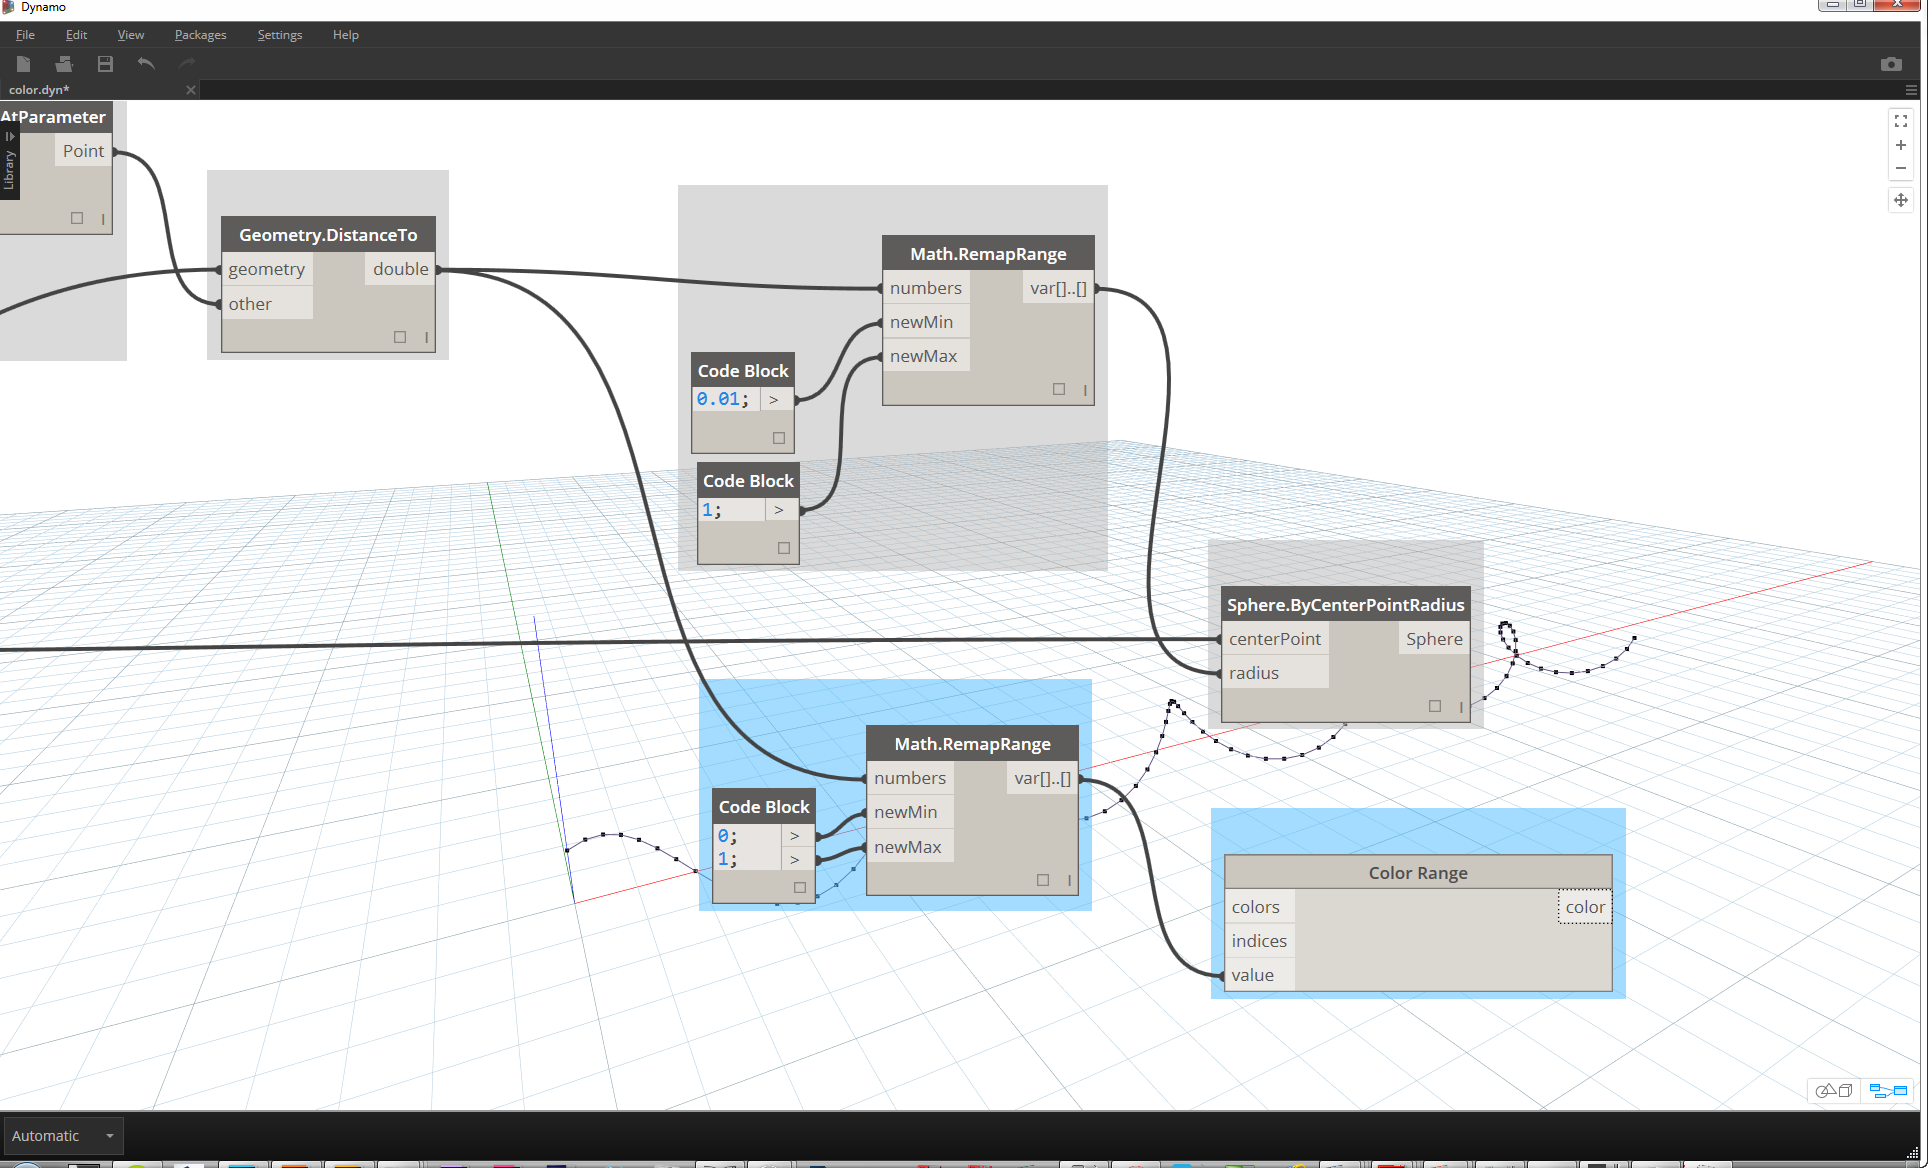 Dynamo
File Edit View Packages Settings Help
color.dyn*
AtParameter
Point
Library
Geometry.DistanceTo
geometry double
other
Math.RemapRange
numbers var[]..[]
newMin
newMax
Code Block
0.01; >
Code Block
1; >
Sphere.ByCenterPointRadius
centerPoint Sphere
radius
Math.RemapRange
numbers var[]..[]
newMin
newMax
Code Block
0; >
1; >
Color Range
colors color
indices
value
Automatic